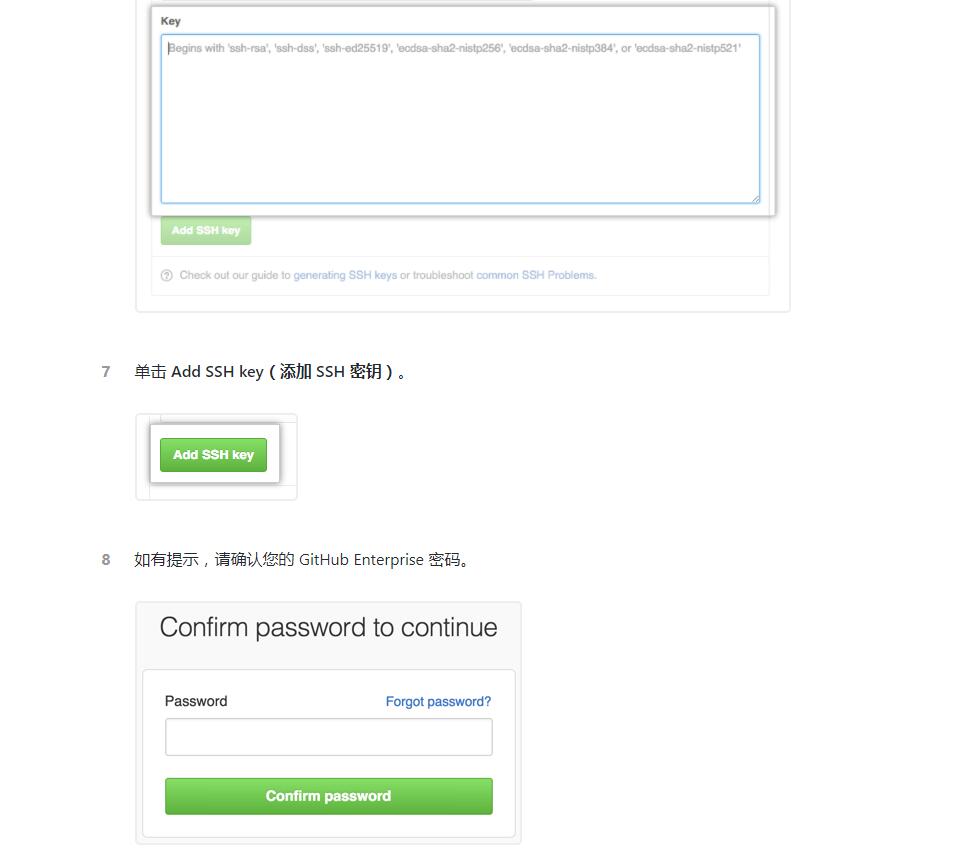 Key
Begins with 'ssh-rsa', 'ssh-dss', 'ssh-ed25519', 'ecdsa-sha2-nistp256', 'ecdsa-sha2-nistp384', or 'ecdsa-sha2-nistp521'
Add SSH key
Check out our guide to generating SSH keys or troubleshoot common SSH Problems.
7 单击 Add SSH key（添加 SSH 密钥）。
Add SSH key
8 如有提示，请确认您的 GitHub Enterprise 密码。
Confirm password to continue
Password Forgot password?
Confirm password